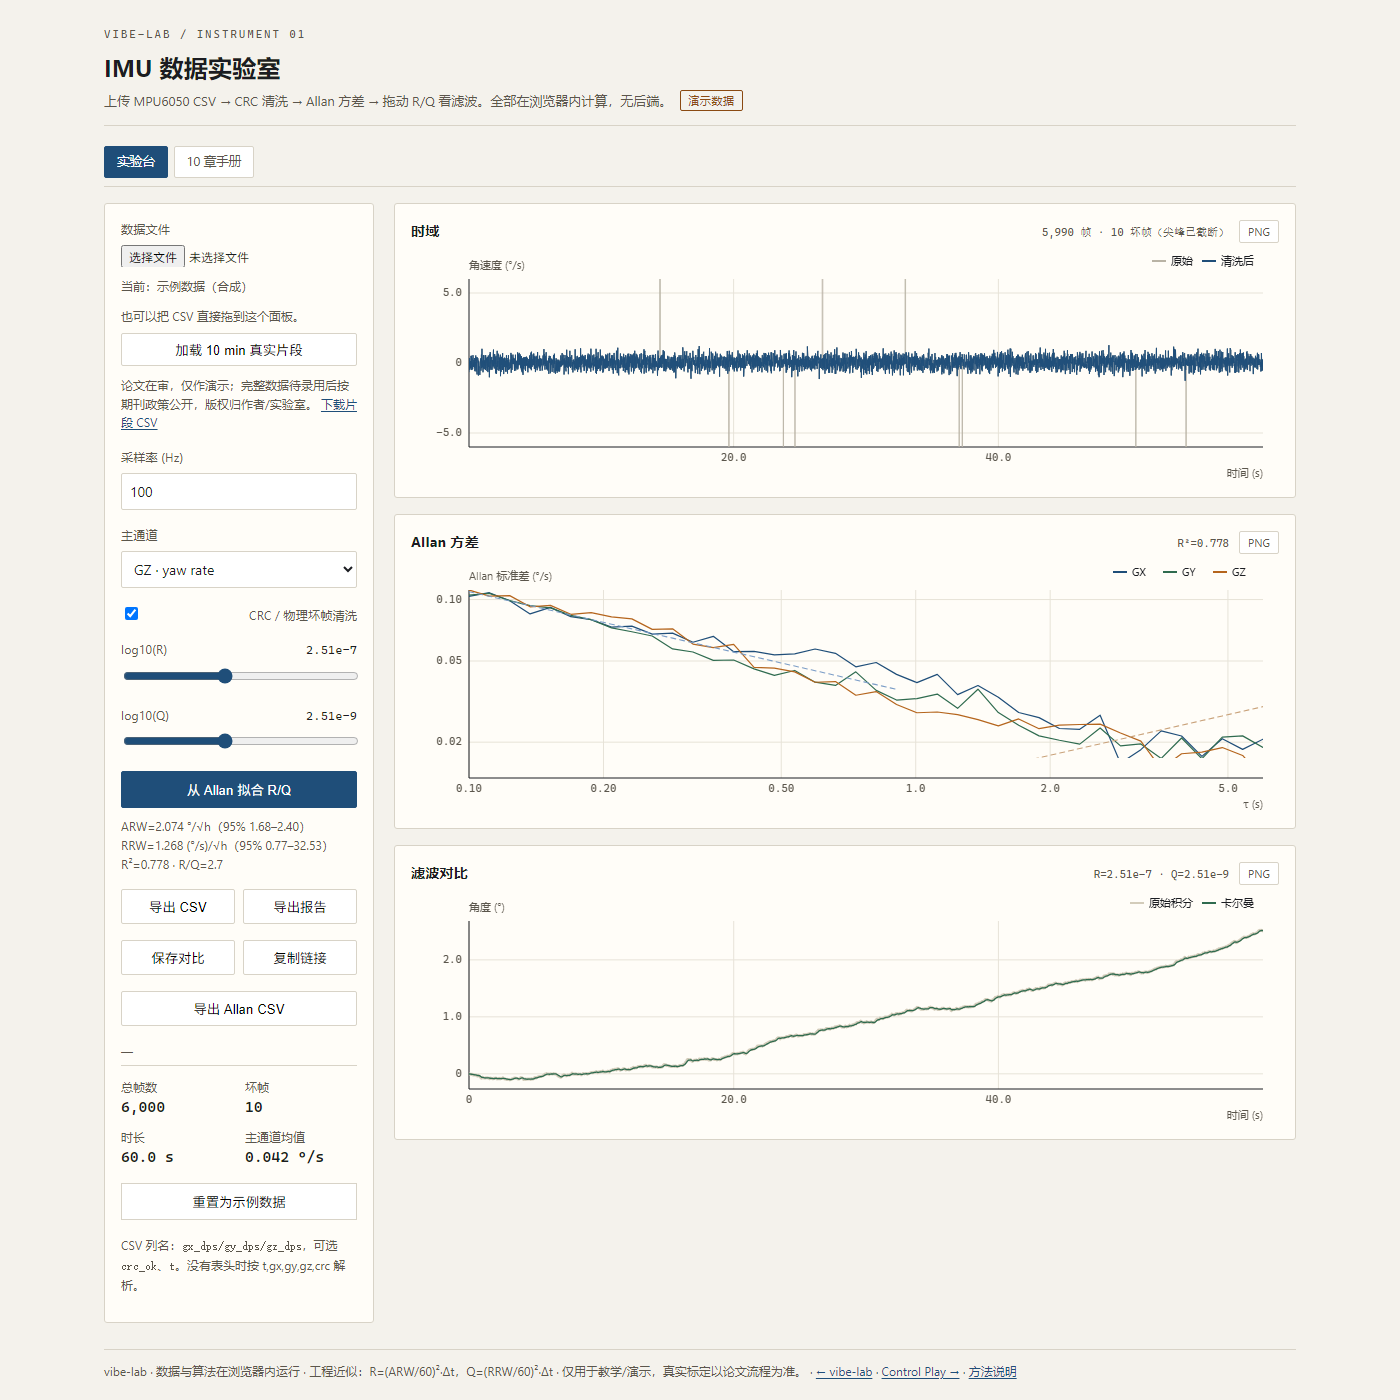 VIBE-LAB / INSTRUMENT 01
IMU 数据实验室
上传 MPU6050 CSV → CRC 清洗 → Allan 方差 → 拖动 R/Q 看滤波。全部在浏览器内计算，无后端。 演示数据
实验台 10 章手册
数据文件
选择文件 未选择文件
当前：示例数据（合成）
也可以把 CSV 直接拖到这个面板。
加载 10 min 真实片段
论文在审，仅作演示；完整数据待录用后按
期刊政策公开，版权归作者/实验室。 下载片
段 CSV
采样率 (Hz)
100
主通道
GZ · yaw rate
CRC / 物理坏帧清洗
log10(R) 2.51e-7
log10(Q) 2.51e-9
从 Allan 拟合 R/Q
ARW=2.074 °/√h（95% 1.68–2.40）
RRW=1.268 (°/s)/√h（95% 0.77–32.53）
R²=0.778 · R/Q=2.7
导出 CSV 导出报告
保存对比 复制链接
导出 Allan CSV
—
总帧数 坏帧
6,000 10
时长 主通道均值
60.0 s 0.042 °/s
重置为示例数据
CSV 列名：gx_dps/gy_dps/gz_dps，可选
crc_ok、t。没有表头时按 t,gx,gy,gz,crc 解
析。
时域 5,990 帧 · 10 坏帧（尖峰已截断） PNG
角速度 (°/s) 原始 清洗后
5.0
0
−5.0
20.0 40.0
时间 (s)
Allan 方差 R²=0.778 PNG
Allan 标准差 (°/s) GX GY GZ
0.10
0.05
0.02
0.10 0.20 0.50 1.0 2.0 5.0
τ (s)
滤波对比 R=2.51e-7 · Q=2.51e-9 PNG
角度 (°) 原始积分 卡尔曼
2.0
1.0
0
0 20.0 40.0
时间 (s)
vibe-lab · 数据与算法在浏览器内运行 · 工程近似：R=(ARW/60)²·Δt，Q=(RRW/60)²·Δt · 仅用于教学/演示，真实标定以论文流程为准。 · ← vibe-lab · Control Play → · 方法说明